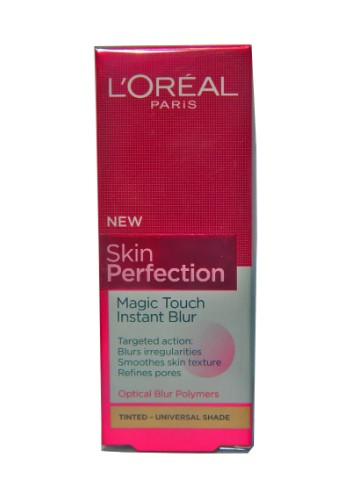 L'ORÉAL
PARIS
NEW
Skin
Perfection
Magic Touch
Instant Blur
Targeted action:
Blurs irregularities
Smoothes skin texture
Refines pores
Optical Blur Polymers
TINTED – UNIVERSAL SHADE